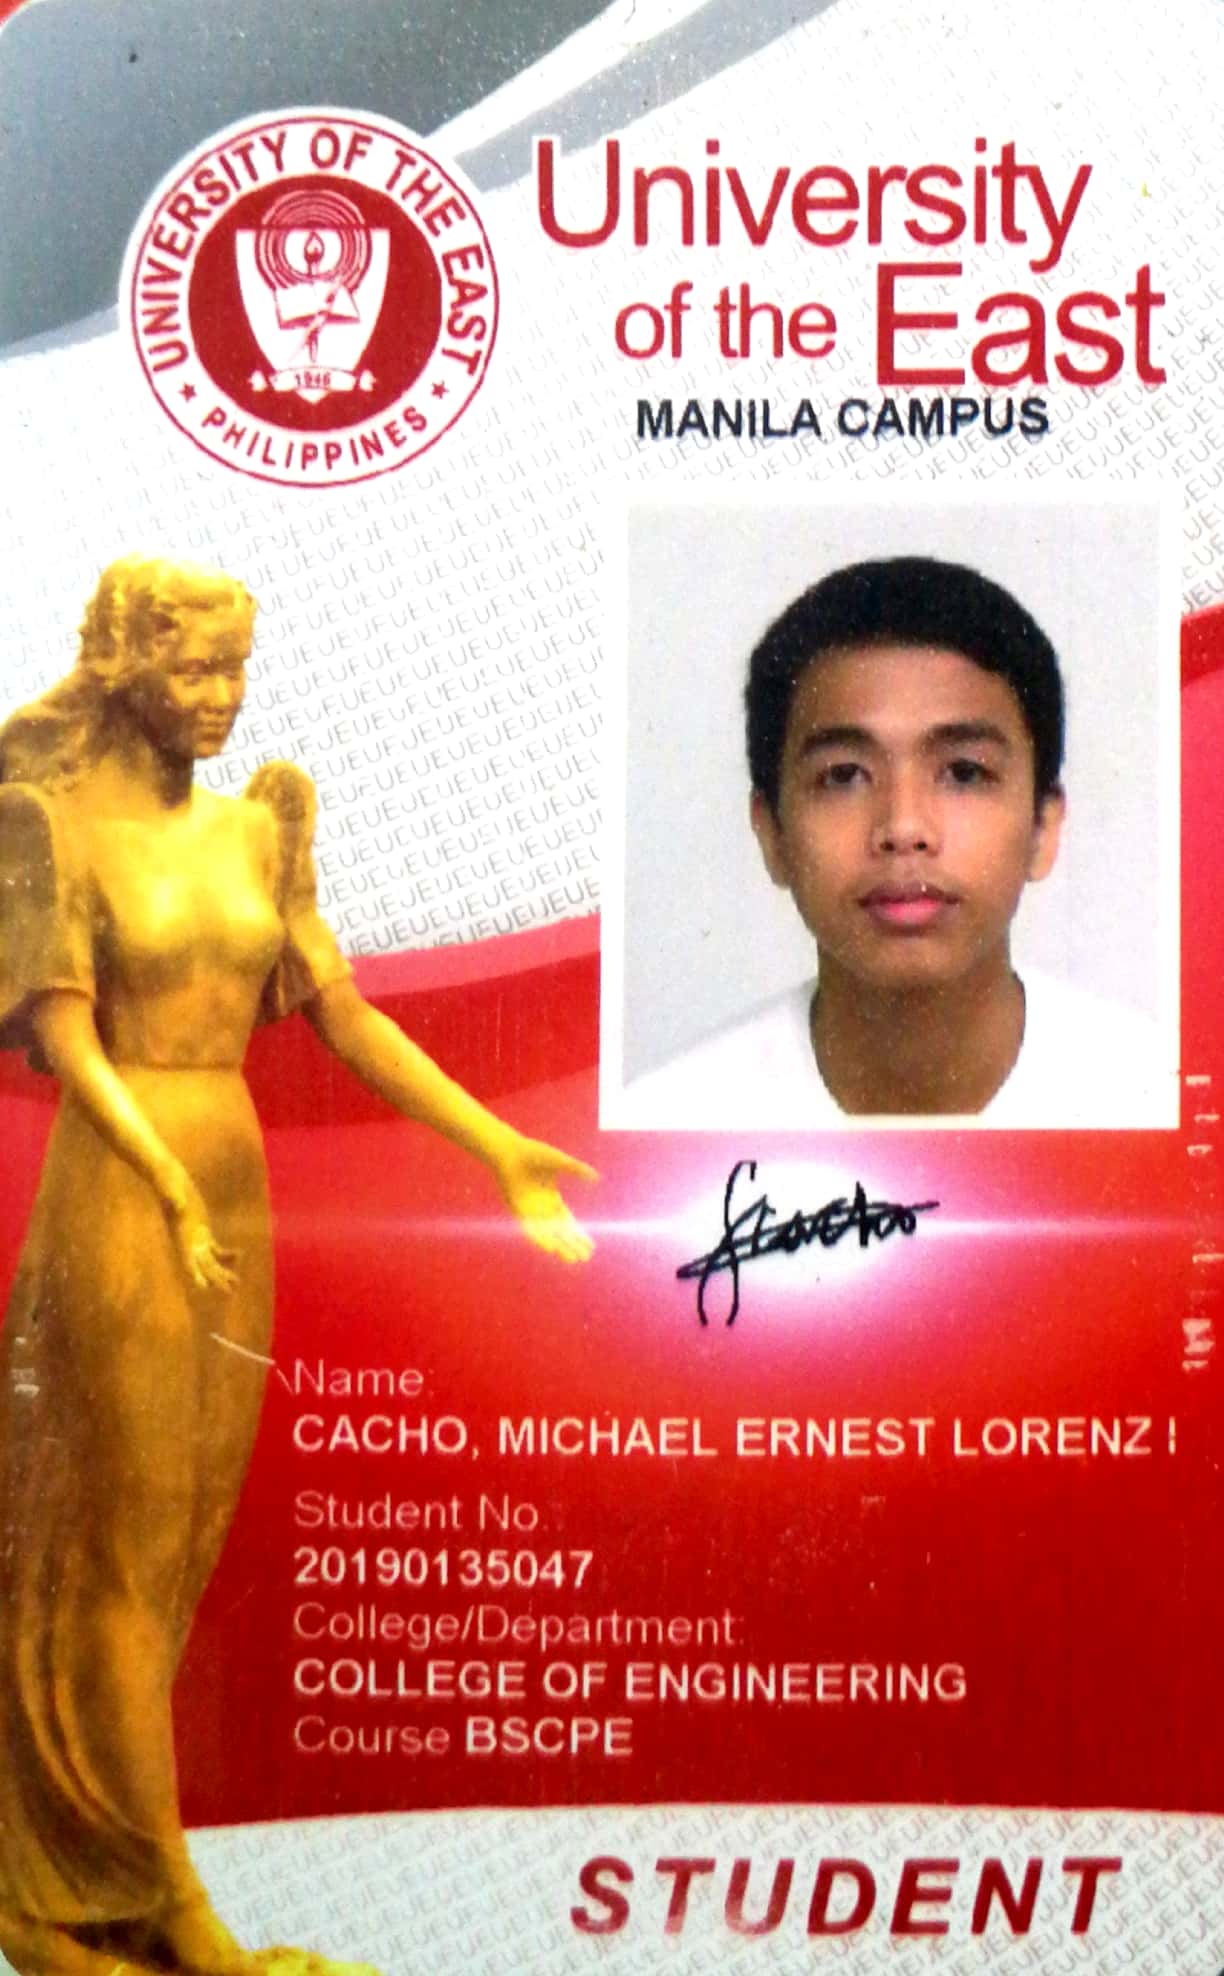 UNIVERSITY OF THE EAST
PHILIPPINES
1946
University
of the East
MANILA CAMPUS
Name:
CACHO, MICHAEL ERNEST LORENZ
Student No.:
20190135047
College/Department:
COLLEGE OF ENGINEERING
Course BSCPE
STUDENT